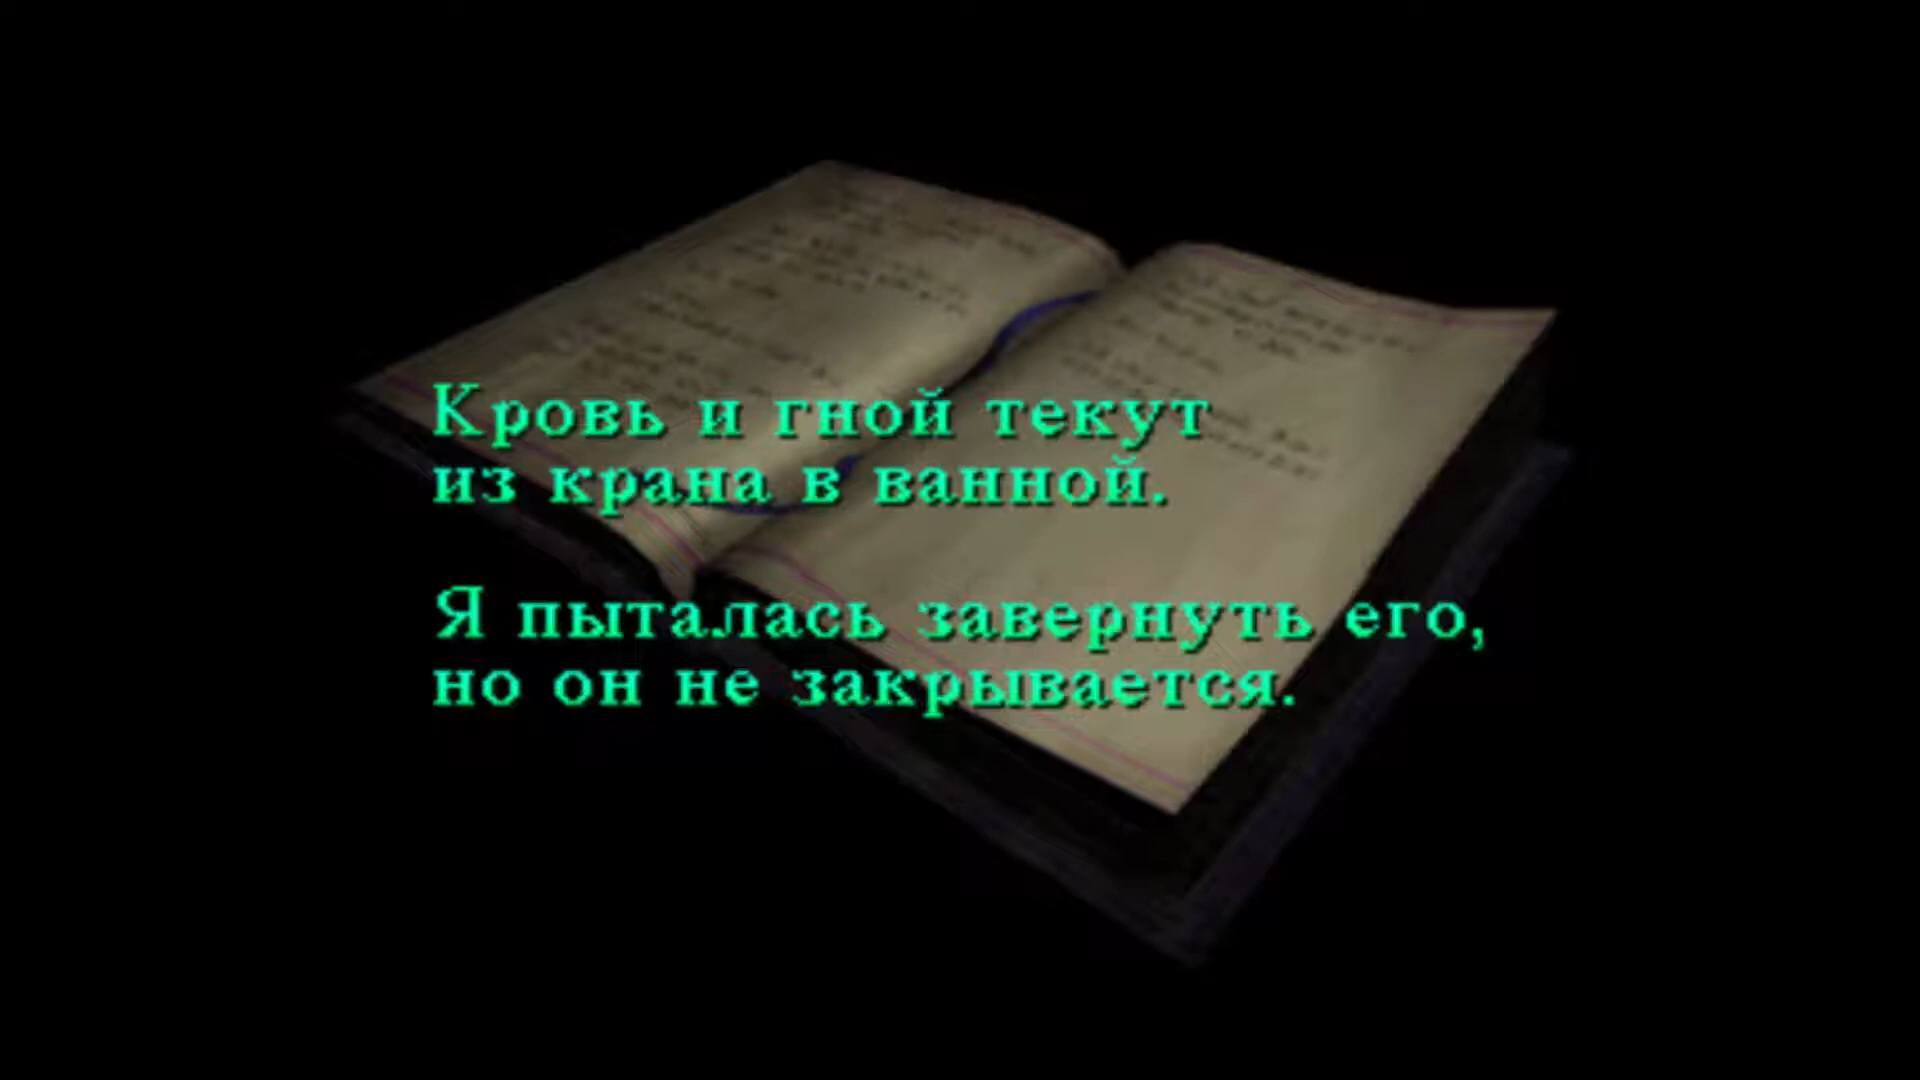 Кровь и гной текут
из крана в ванной.
Я пыталась завернуть его,
но он не закрывается.